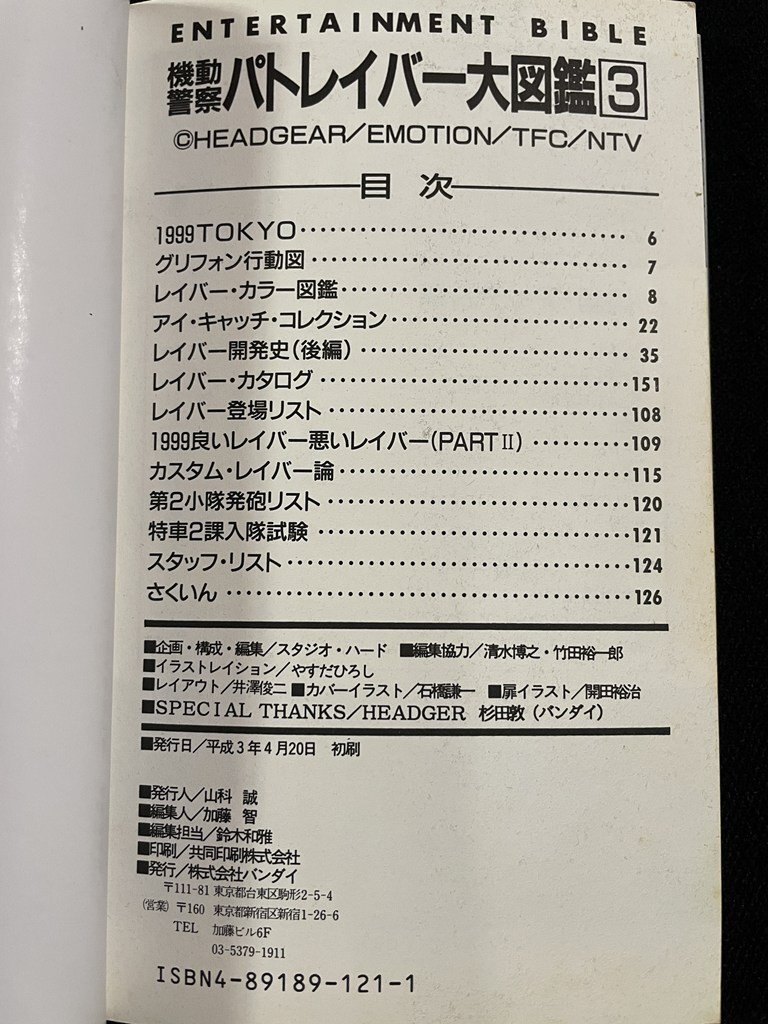 ENTERTAINMENT BIBLE
機動警察パトレイバー大図鑑3
©HEADGEAR/EMOTION/TFC/NTV
目次
1999TOKYO 6
グリフォン行動図 7
レイバー・カラー図鑑 8
アイ・キャッチ・コレクション 22
レイバー開発史(後編) 35
レイバー・カタログ 151
レイバー登場リスト 108
1999良いレイバー悪いレイバー(PARTⅡ) 109
カスタム・レイバー論 115
第2小隊発砲リスト 120
特車2課入隊試験 121
スタッフ・リスト 124
さくいん 126
■企画・構成・編集/スタジオ・ハード ■編集協力/清水博之・竹田裕一郎
■イラストレイション/やすだひろし
■レイアウト/井澤俊二 ■カバーイラスト/石橋謙一 ■扉イラスト/開田裕治
■SPECIAL THANKS/HEADGER 杉田敦(バンダイ)
■発行日/平成3年4月20日 初刷
■発行人/山科 誠
■編集人/加藤 智
■編集担当/鈴木和雅
■印刷/共同印刷株式会社
■発行/株式会社バンダイ
〒111-81 東京都台東区駒形2-5-4
(営業) 〒160 東京都新宿区新宿1-26-6
TEL 加藤ビル6F
03-5379-1911
ISBN4-89189-121-1